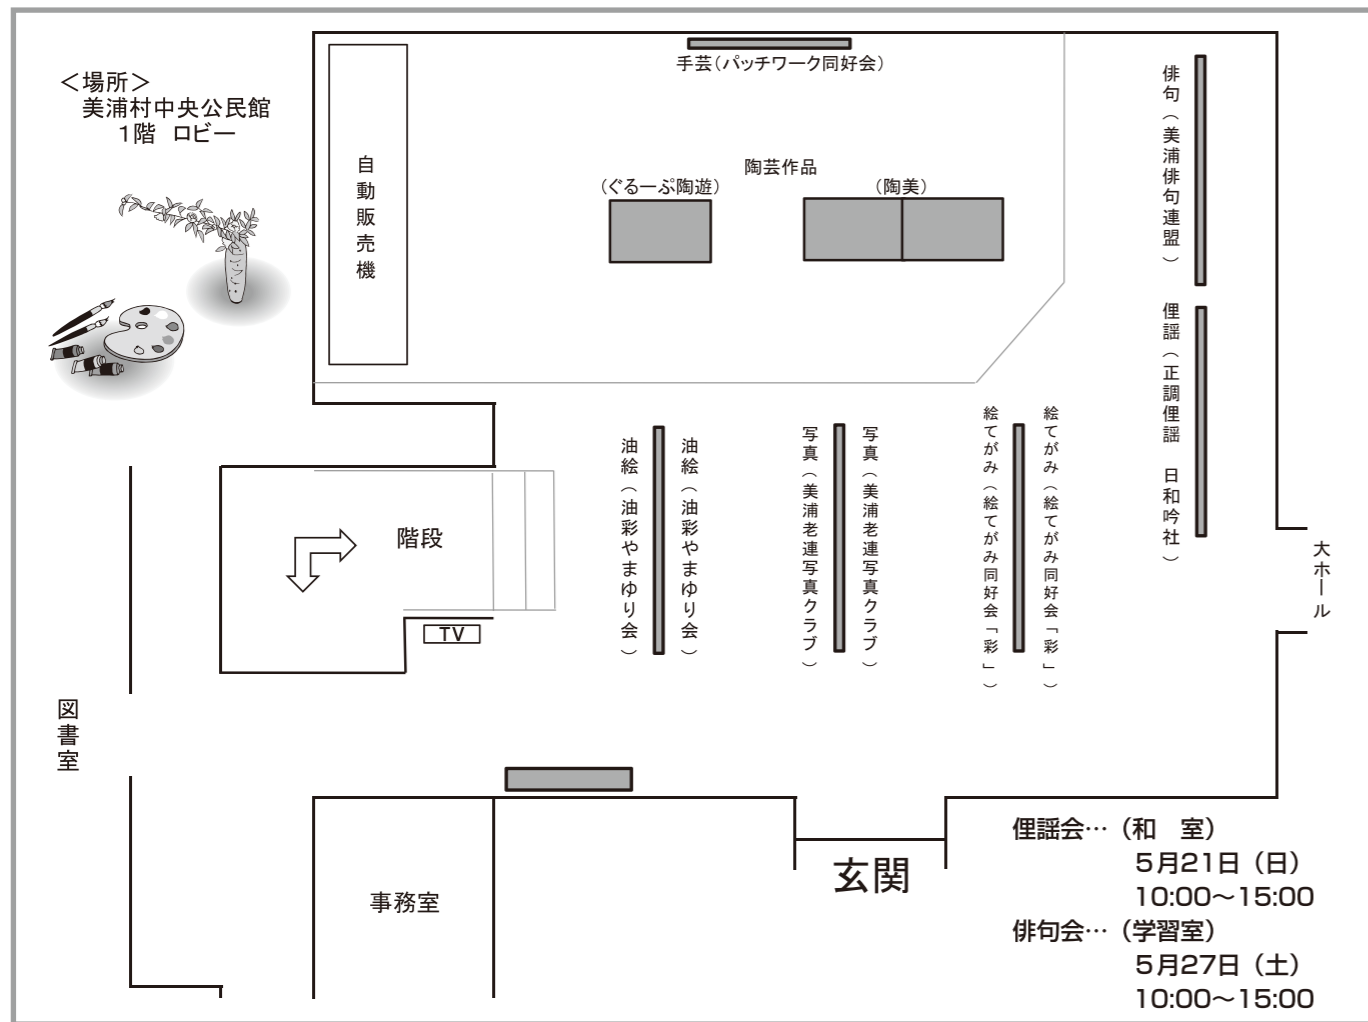 ＜場所＞
美浦村中央公民館
1階　ロビー
手芸（パッチワーク同好会）
自動販売機
陶芸作品
（ぐるーぷ陶遊）
（陶美）
俳句（美浦俳句連盟）
俚謡（正調俚謡　日和吟社）
階段
TV
油絵（油彩やまゆり会）
油絵（油彩やまゆり会）
写真（美浦老連写真クラブ）
写真（美浦老連写真クラブ）
絵てがみ（絵てがみ同好会「彩」）
絵てがみ（絵てがみ同好会「彩」）
大ホール
図書室
事務室
玄関
俚謡会…（和　室）
5月21日（日）
10:00～15:00
俳句会…（学習室）
5月27日（土）
10:00～15:00